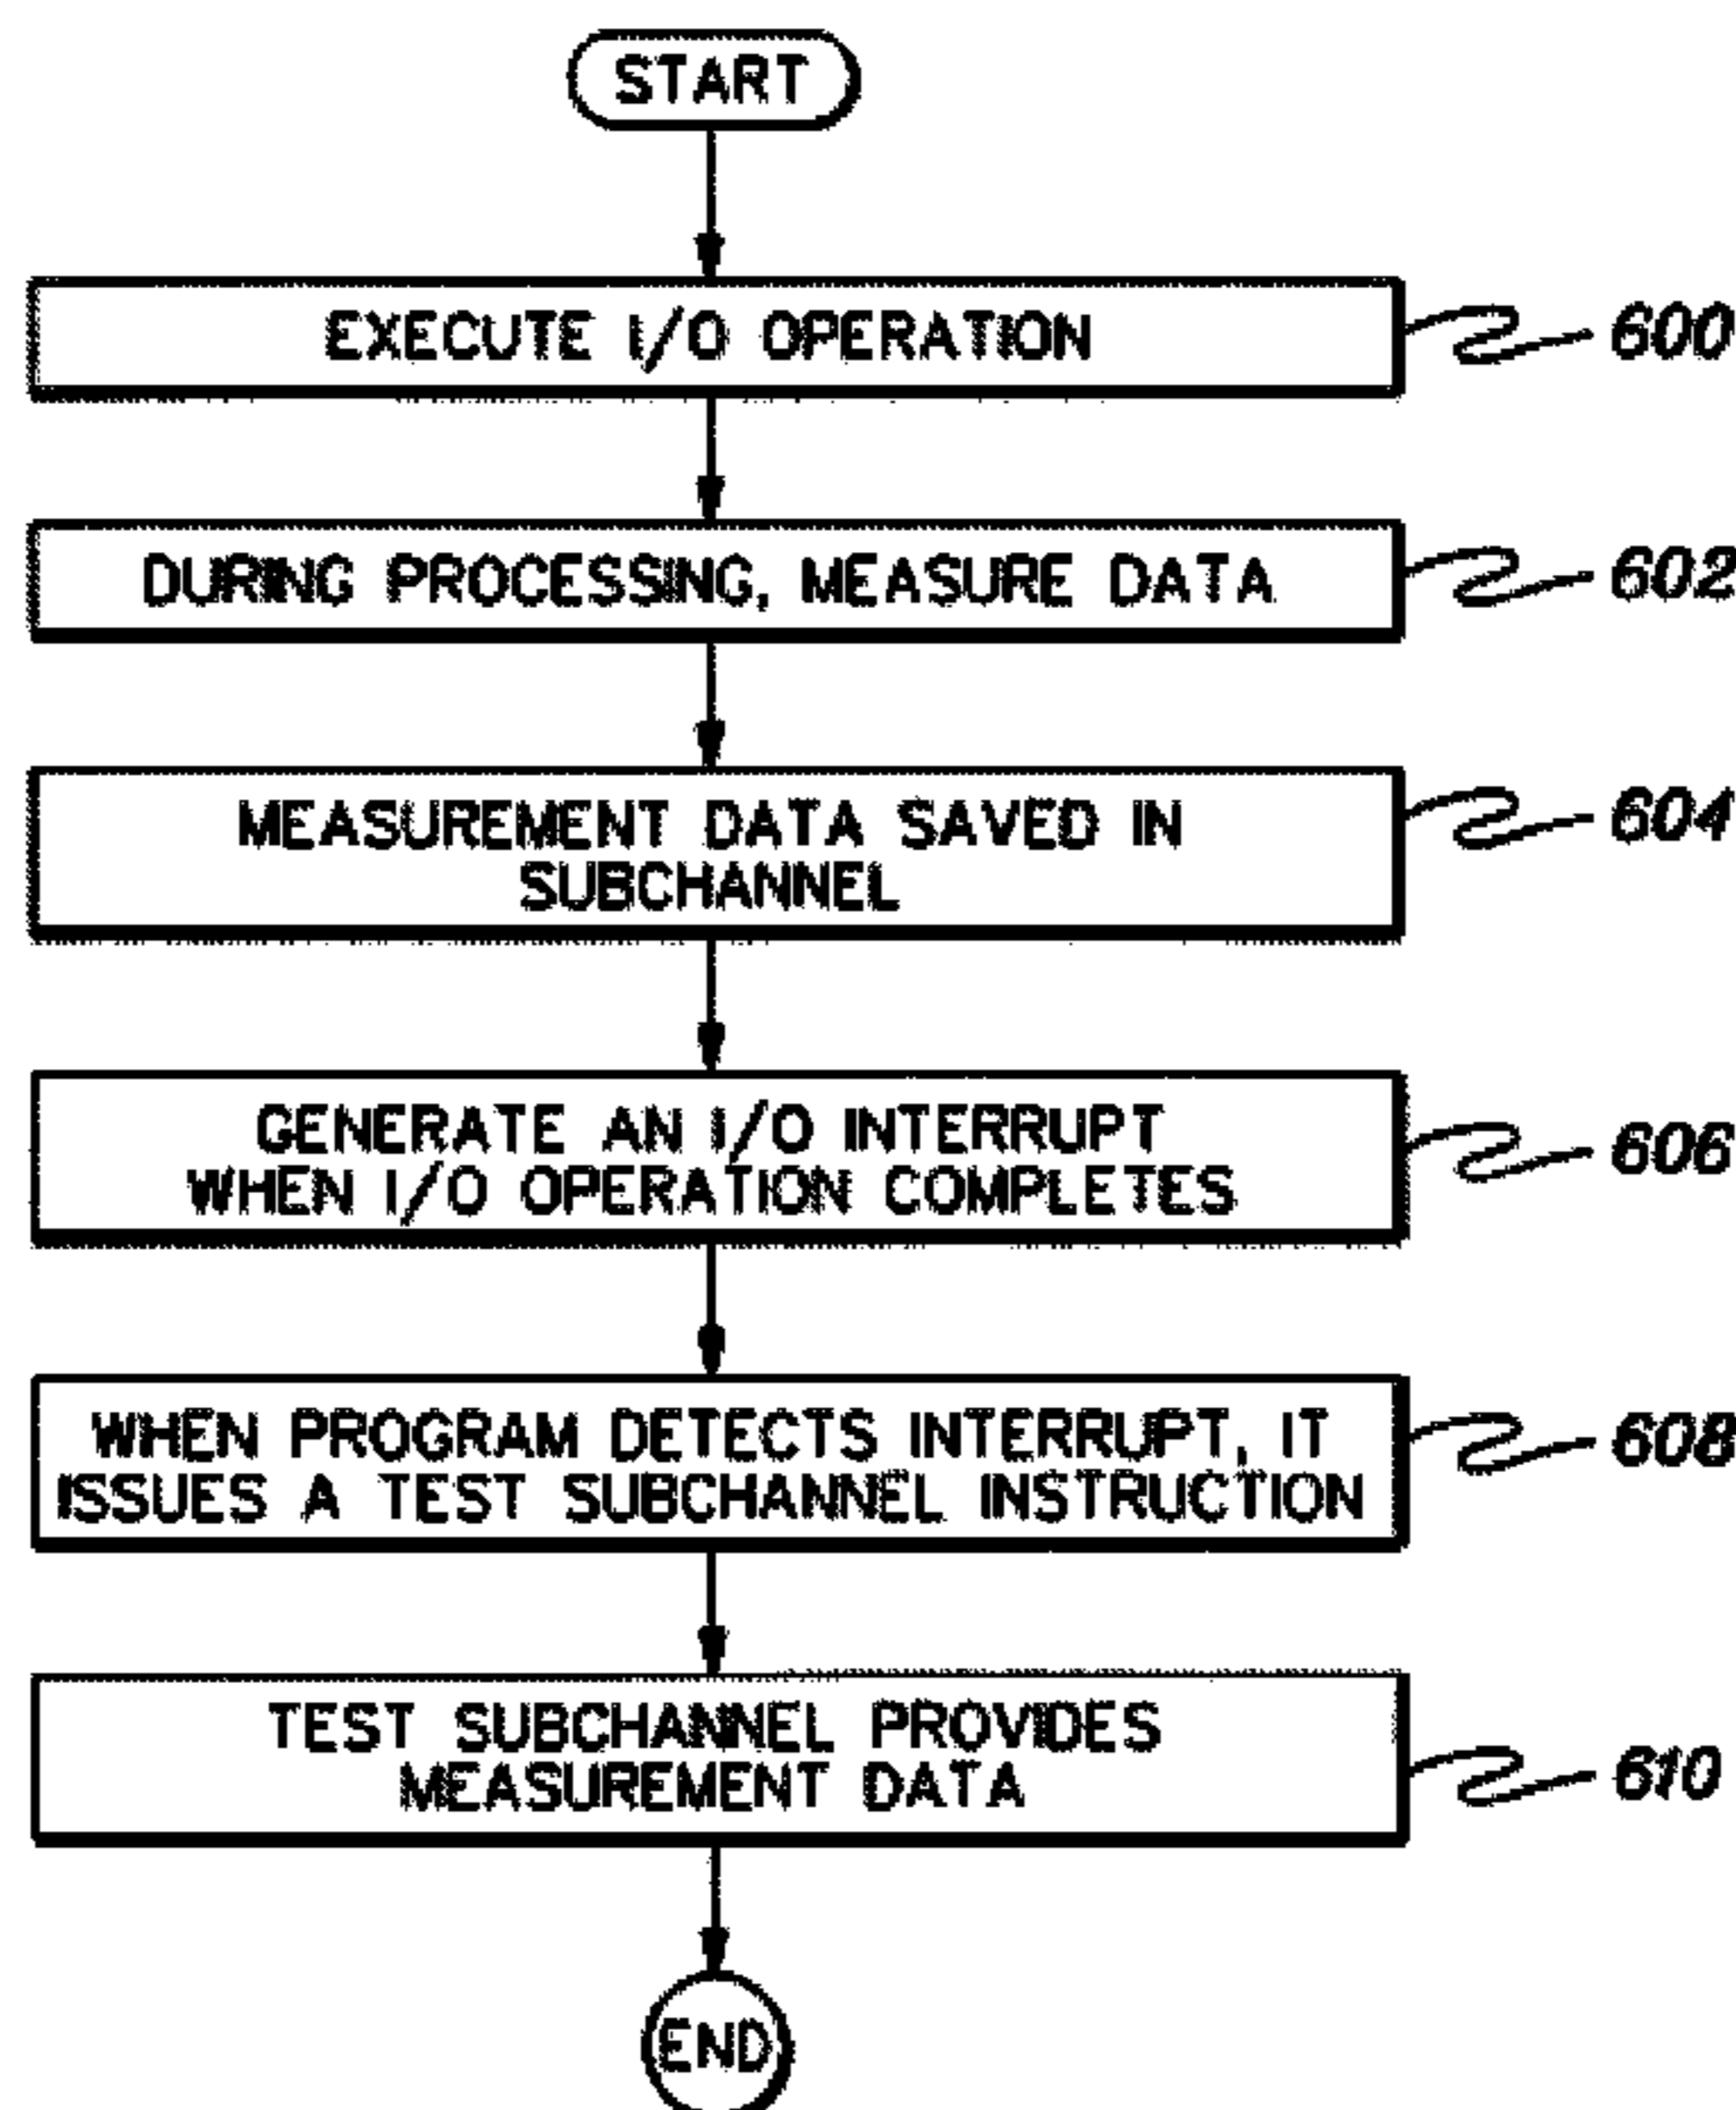 START
EXECUTE I/O OPERATION
600
DURING PROCESSING, MEASURE DATA
602
MEASUREMENT DATA SAVED IN
SUBCHANNEL
604
GENERATE AN I/O INTERRUPT
WHEN I/O OPERATION COMPLETES
606
WHEN PROGRAM DETECTS INTERRUPT, IT
ISSUES A TEST SUBCHANNEL INSTRUCTION
608
TEST SUBCHANNEL PROVIDES
MEASUREMENT DATA
610
END